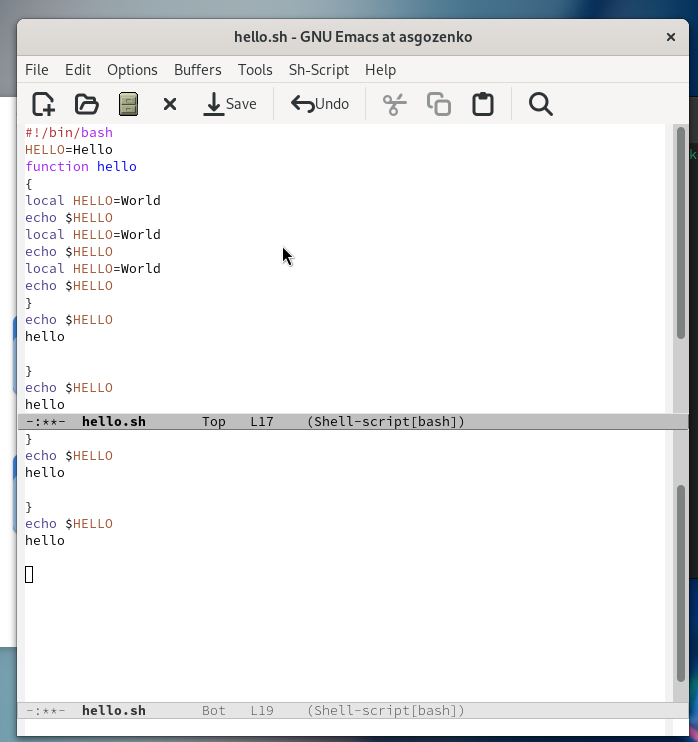 hello.sh - GNU Emacs at asgozenko
File Edit Options Buffers Tools Sh-Script Help
Save Undo
#!/bin/bash
HELLO=Hello
function hello
{
local HELLO=World
echo $HELLO
local HELLO=World
echo $HELLO
local HELLO=World
echo $HELLO
}
echo $HELLO
hello
}
echo $HELLO
hello
-:**- hello.sh Top L17 (Shell-script[bash])
}
echo $HELLO
hello
}
echo $HELLO
hello
-:**- hello.sh Bot L19 (Shell-script[bash])
k